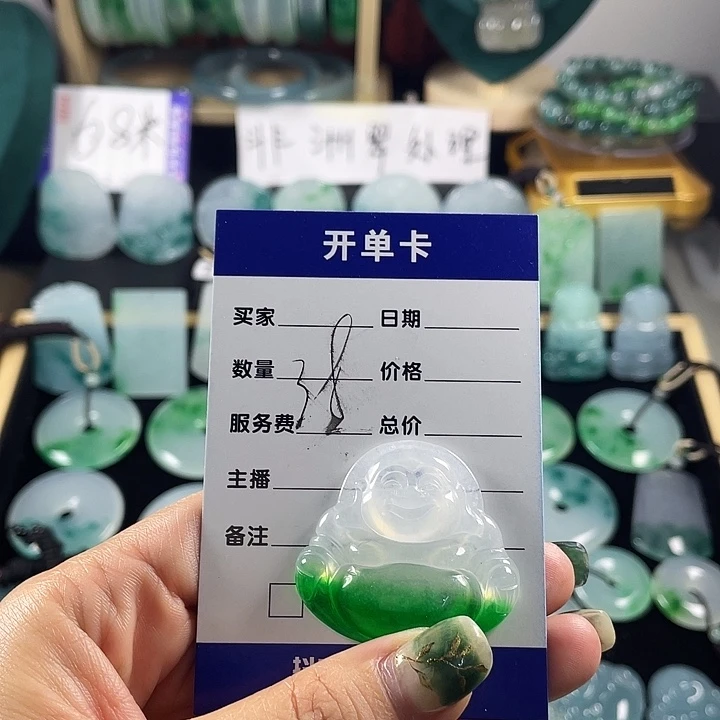 68米
非洲翠处理
开单卡
买家 日期
数量 价格
38
服务费 总价
主播
备注